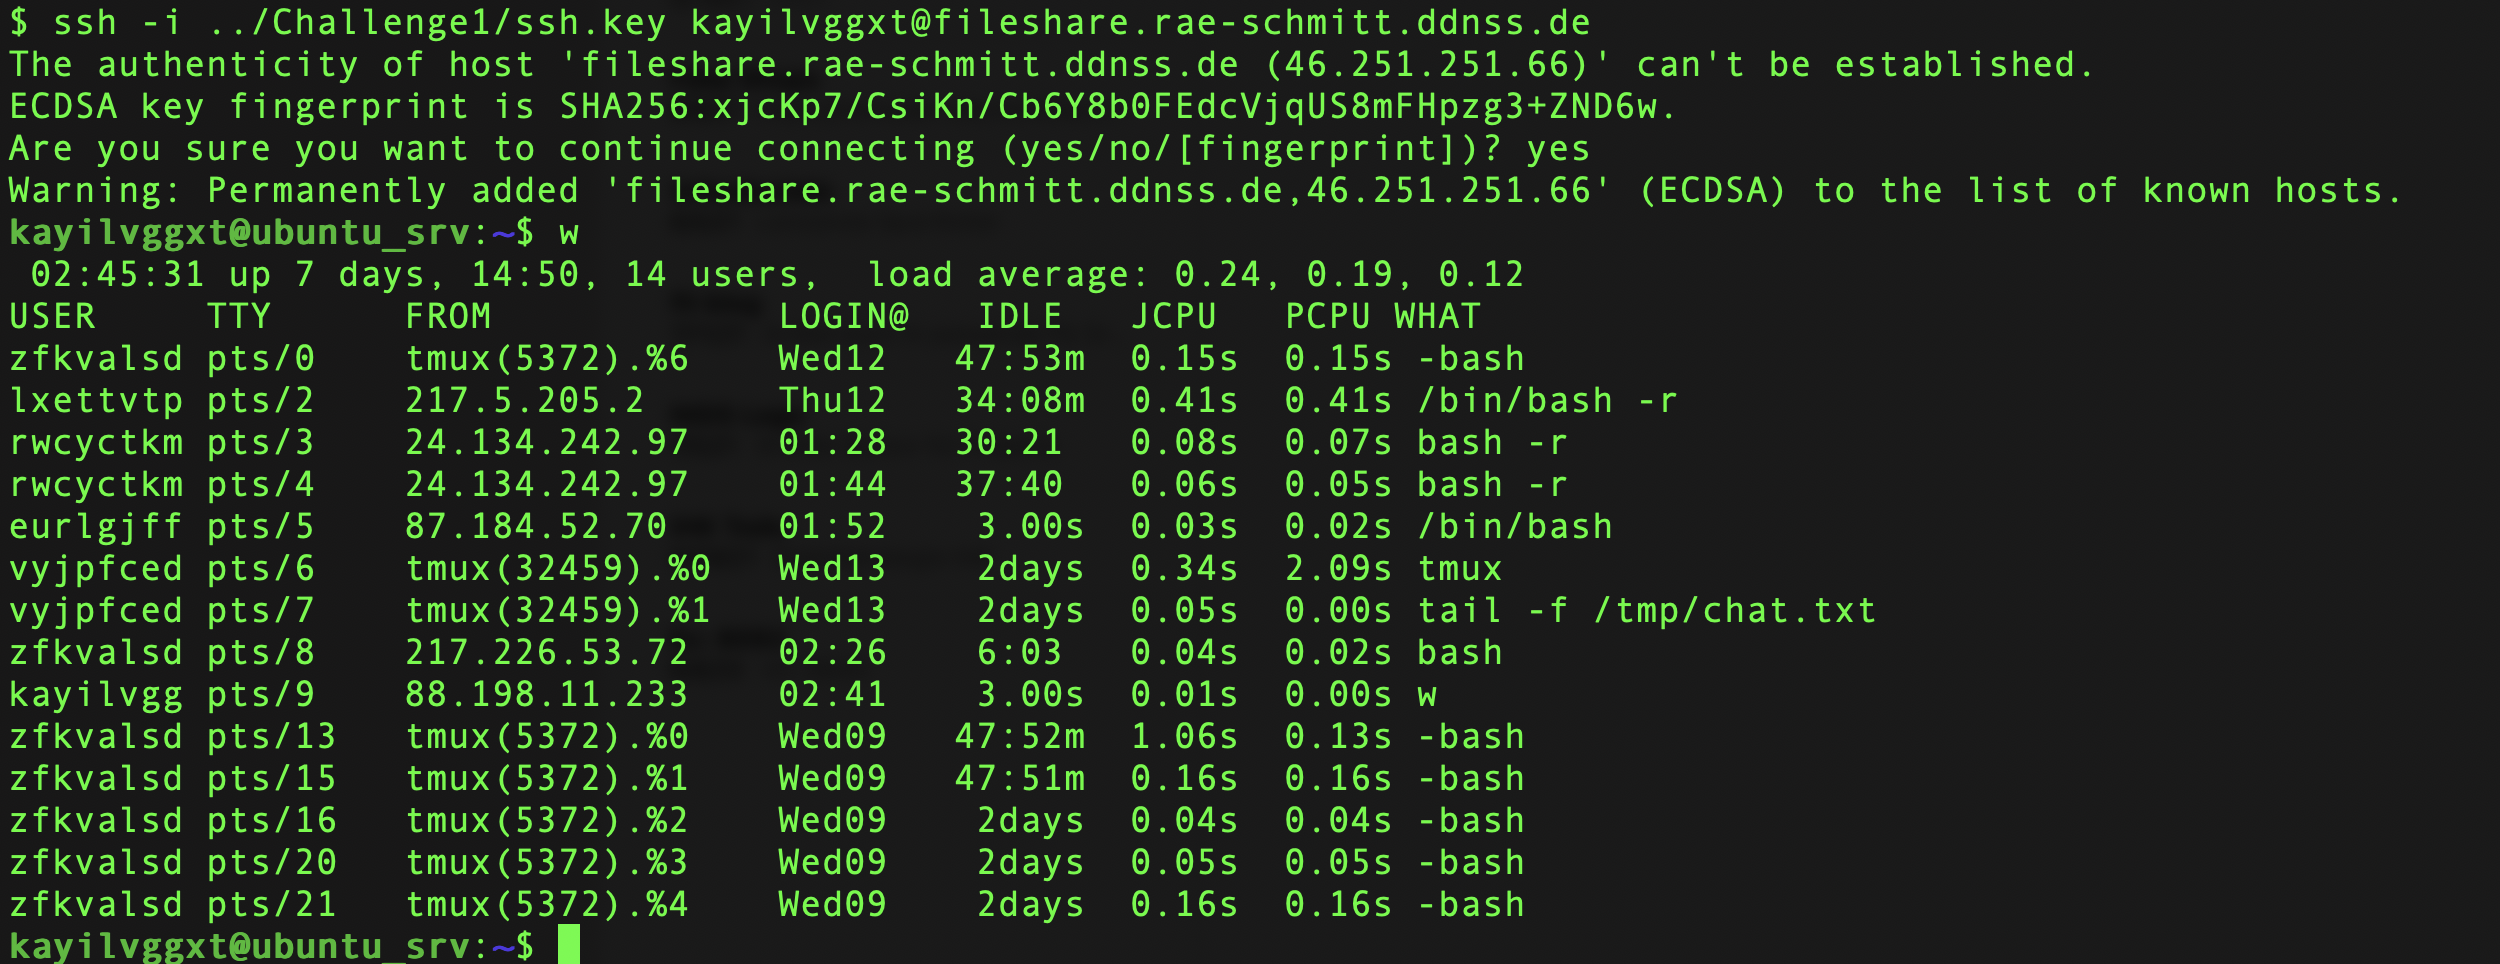 $ ssh -i ../Challenge1/ssh.key kayilvggxt@fileshare.rae-schmitt.ddnss.de
The authenticity of host 'fileshare.rae-schmitt.ddnss.de (46.251.251.66)' can't be established.
ECDSA key fingerprint is SHA256:xjcKp7/CsiKn/Cb6Y8b0FEdcVjqUS8mFHpzg3+ZND6w.
Are you sure you want to continue connecting (yes/no/[fingerprint])? yes
Warning: Permanently added 'fileshare.rae-schmitt.ddnss.de,46.251.251.66' (ECDSA) to the list of known hosts.
kayilvggxt@ubuntu_srv:~$ w
 02:45:31 up 7 days, 14:50, 14 users,  load average: 0.24, 0.19, 0.12
USER     TTY      FROM             LOGIN@   IDLE   JCPU   PCPU WHAT
zfkvalsd pts/0    tmux(5372).%6    Wed12   47:53m  0.15s  0.15s -bash
lxettvtp pts/2    217.5.205.2      Thu12   34:08m  0.41s  0.41s /bin/bash -r
rwcyctkm pts/3    24.134.242.97    01:28   30:21   0.08s  0.07s bash -r
rwcyctkm pts/4    24.134.242.97    01:44   37:40   0.06s  0.05s bash -r
eurlgjff pts/5    87.184.52.70     01:52    3.00s  0.03s  0.02s /bin/bash
vyjpfced pts/6    tmux(32459).%0   Wed13    2days  0.34s  2.09s tmux
vyjpfced pts/7    tmux(32459).%1   Wed13    2days  0.05s  0.00s tail -f /tmp/chat.txt
zfkvalsd pts/8    217.226.53.72    02:26    6:03   0.04s  0.02s bash
kayilvgg pts/9    88.198.11.233    02:41    3.00s  0.01s  0.00s w
zfkvalsd pts/13   tmux(5372).%0    Wed09   47:52m  1.06s  0.13s -bash
zfkvalsd pts/15   tmux(5372).%1    Wed09   47:51m  0.16s  0.16s -bash
zfkvalsd pts/16   tmux(5372).%2    Wed09    2days  0.04s  0.04s -bash
zfkvalsd pts/20   tmux(5372).%3    Wed09    2days  0.05s  0.05s -bash
zfkvalsd pts/21   tmux(5372).%4    Wed09    2days  0.16s  0.16s -bash
kayilvggxt@ubuntu_srv:~$